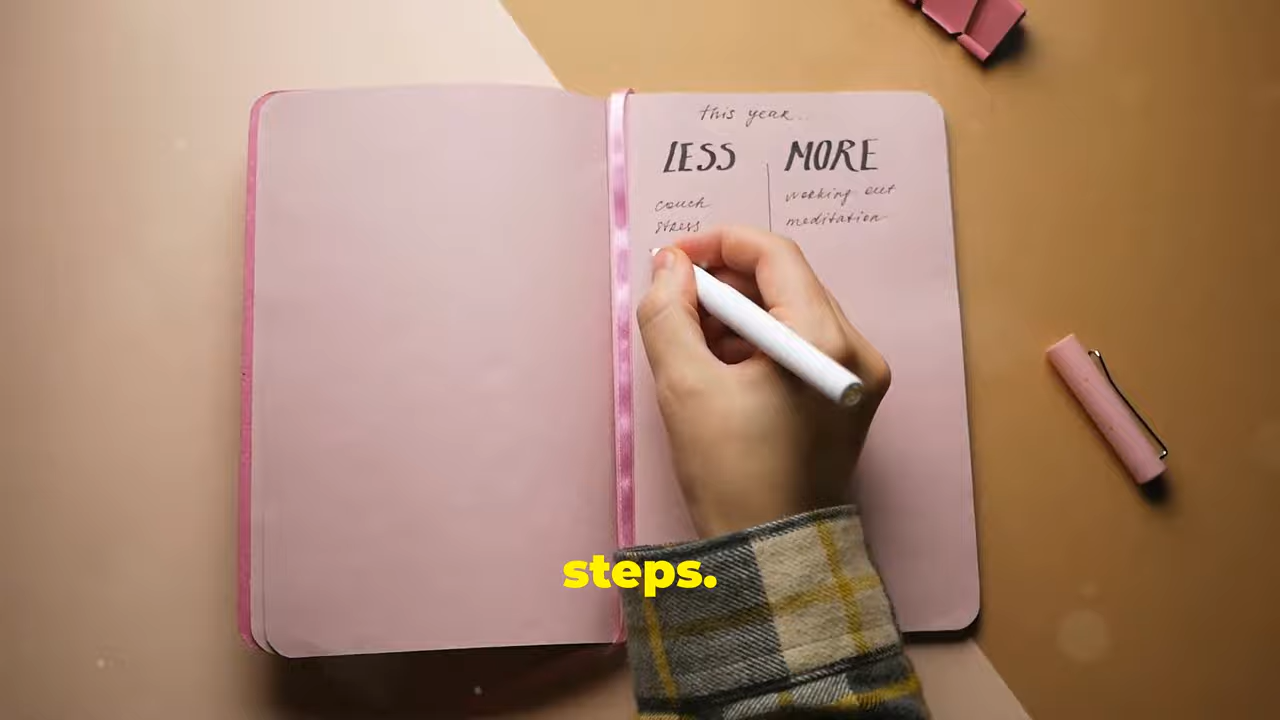 this year...
LESS
MORE
couch
stress
working out
meditation
steps.